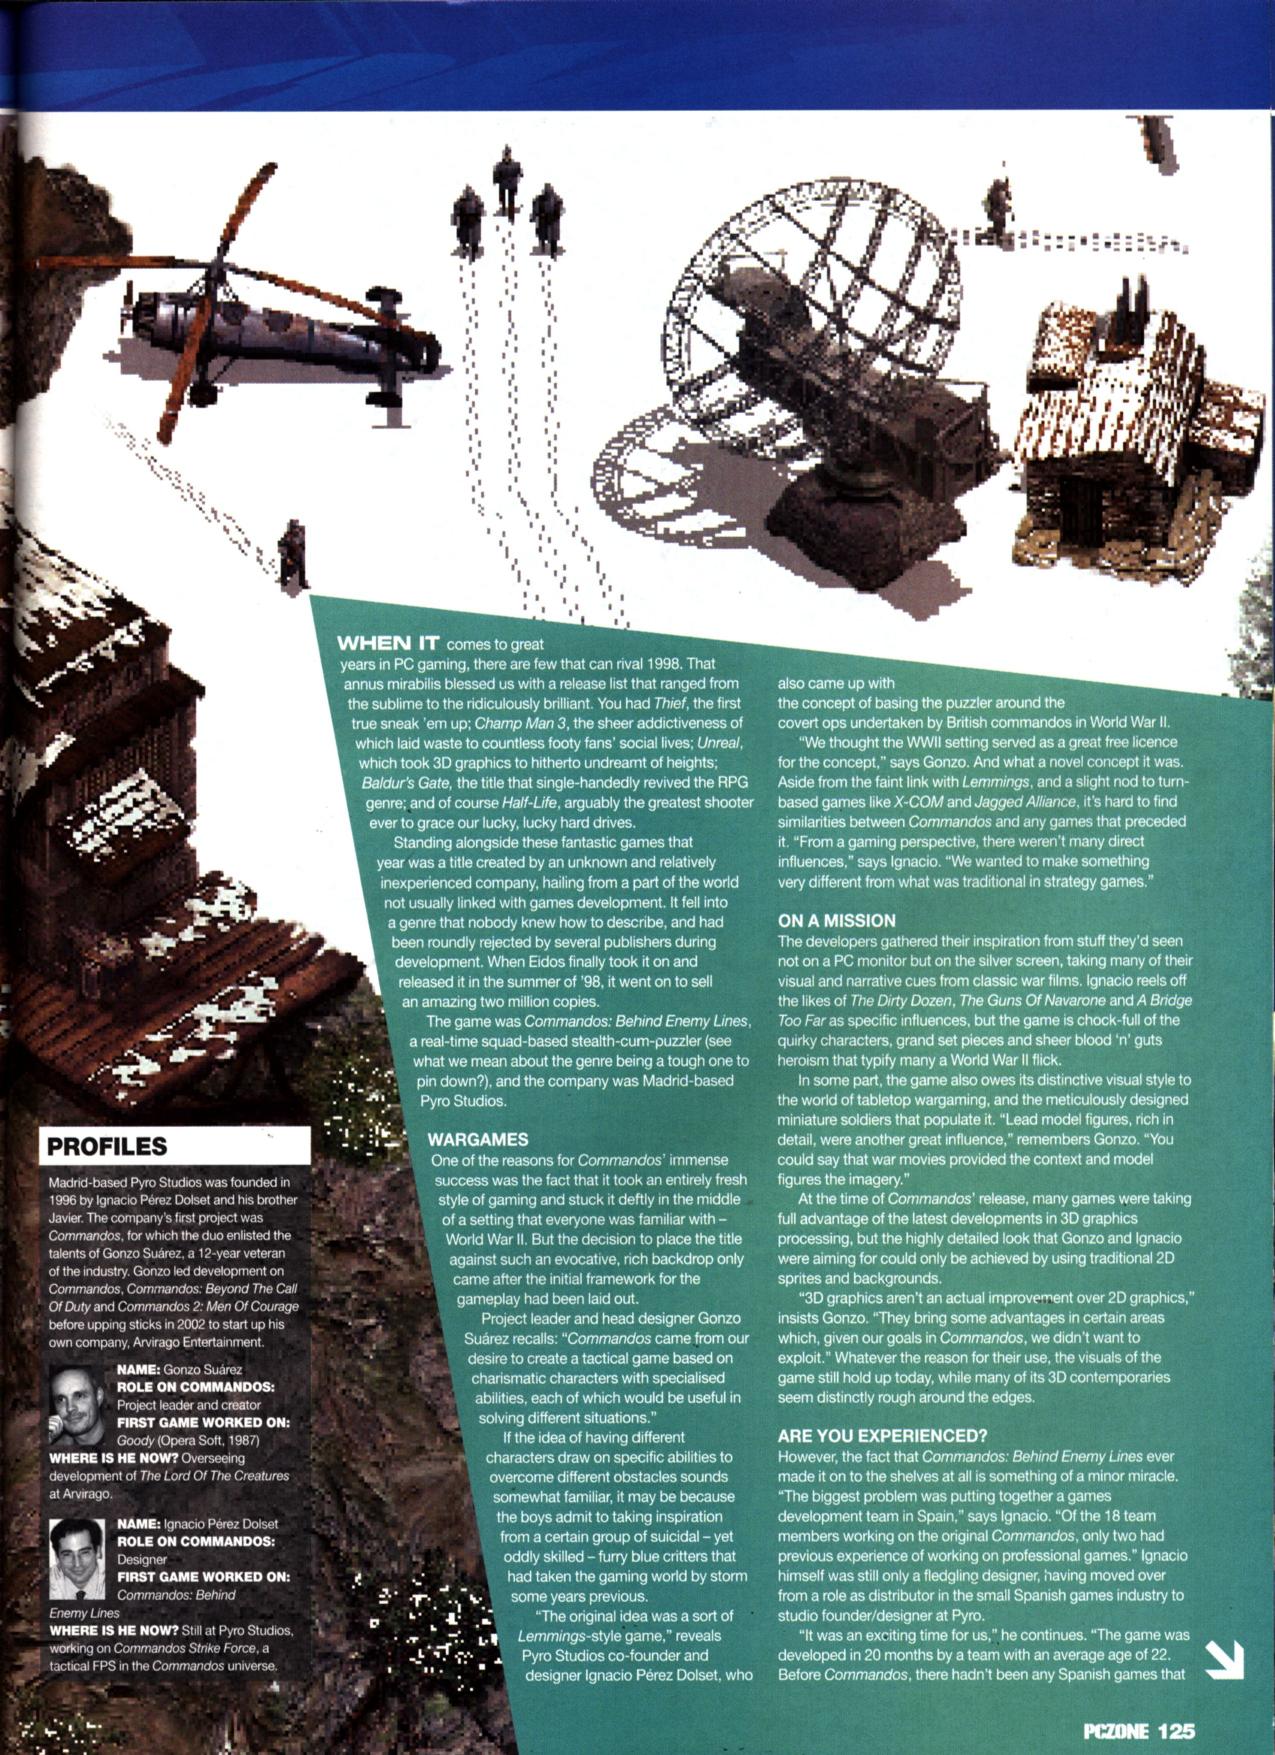 WHEN IT comes to great
years in PC gaming, there are few that can rival 1998. That
annus mirabilis blessed us with a release list that ranged from
the sublime to the ridiculously brilliant. You had Thief, the first
true sneak 'em up; Champ Man 3, the sheer addictiveness of
which laid waste to countless footy fans' social lives; Unreal,
which took 3D graphics to hitherto undreamt of heights;
Baldur's Gate, the title that single-handedly revived the RPG
genre; and of course Half-Life, arguably the greatest shooter
ever to grace our lucky, lucky hard drives.
Standing alongside these fantastic games that
year was a title created by an unknown and relatively
inexperienced company, hailing from a part of the world
not usually linked with games development. It fell into
a genre that nobody knew how to describe, and had
been roundly rejected by several publishers during
development. When Eidos finally took it on and
released it in the summer of '98, it went on to sell
an amazing two million copies.
The game was Commandos: Behind Enemy Lines,
a real-time squad-based stealth-cum-puzzler (see
what we mean about the genre being a tough one to
pin down?), and the company was Madrid-based
Pyro Studios.
WARGAMES
One of the reasons for Commandos' immense
success was the fact that it took an entirely fresh
style of gaming and stuck it deftly in the middle
of a setting that everyone was familiar with –
World War II. But the decision to place the title
against such an evocative, rich backdrop only
came after the initial framework for the
gameplay had been laid out.
Project leader and head designer Gonzo
Suárez recalls: "Commandos came from our
desire to create a tactical game based on
charismatic characters with specialised
abilities, each of which would be useful in
solving different situations."
If the idea of having different
characters draw on specific abilities to
overcome different obstacles sounds
somewhat familiar, it may be because
the boys admit to taking inspiration
from a certain group of suicidal – yet
oddly skilled – furry blue critters that
had taken the gaming world by storm
some years previous.
"The original idea was a sort of
Lemmings-style game," reveals
Pyro Studios co-founder and
designer Ignacio Pérez Dolset, who
also came up with
the concept of basing the puzzler around the
covert ops undertaken by British commandos in World War II.
"We thought the WWII setting served as a great free licence
for the concept," says Gonzo. And what a novel concept it was.
Aside from the faint link with Lemmings, and a slight nod to turn-
based games like X-COM and Jagged Alliance, it's hard to find
similarities between Commandos and any games that preceded
it. "From a gaming perspective, there weren't many direct
influences," says Ignacio. "We wanted to make something
very different from what was traditional in strategy games."
ON A MISSION
The developers gathered their inspiration from stuff they'd seen
not on a PC monitor but on the silver screen, taking many of their
visual and narrative cues from classic war films. Ignacio reels off
the likes of The Dirty Dozen, The Guns Of Navarone and A Bridge
Too Far as specific influences, but the game is chock-full of the
quirky characters, grand set pieces and sheer blood 'n' guts
heroism that typify many a World War II flick.
In some part, the game also owes its distinctive visual style to
the world of tabletop wargaming, and the meticulously designed
miniature soldiers that populate it. "Lead model figures, rich in
detail, were another great influence," remembers Gonzo. "You
could say that war movies provided the context and model
figures the imagery."
At the time of Commandos' release, many games were taking
full advantage of the latest developments in 3D graphics
processing, but the highly detailed look that Gonzo and Ignacio
were aiming for could only be achieved by using traditional 2D
sprites and backgrounds.
"3D graphics aren't an actual improvement over 2D graphics,"
insists Gonzo. "They bring some advantages in certain areas
which, given our goals in Commandos, we didn't want to
exploit." Whatever the reason for their use, the visuals of the
game still hold up today, while many of its 3D contemporaries
seem distinctly rough around the edges.
ARE YOU EXPERIENCED?
However, the fact that Commandos: Behind Enemy Lines ever
made it on to the shelves at all is something of a minor miracle.
"The biggest problem was putting together a games
development team in Spain," says Ignacio. "Of the 18 team
members working on the original Commandos, only two had
previous experience of working on professional games." Ignacio
himself was still only a fledgling designer, having moved over
from a role as distributor in the small Spanish games industry to
studio founder/designer at Pyro.
"It was an exciting time for us," he continues. "The game was
developed in 20 months by a team with an average age of 22.
Before Commandos, there hadn't been any Spanish games that
PROFILES
Madrid-based Pyro Studios was founded in
1996 by Ignacio Pérez Dolset and his brother
Javier. The company's first project was
Commandos, for which the duo enlisted the
talents of Gonzo Suárez, a 12-year veteran
of the industry. Gonzo led development on
Commandos, Commandos: Beyond The Call
Of Duty and Commandos 2: Men Of Courage
before upping sticks in 2002 to start up his
own company, Arvirago Entertainment.
NAME: Gonzo Suárez
ROLE ON COMMANDOS:
Project leader and creator
FIRST GAME WORKED ON:
Goody (Opera Soft, 1987)
WHERE IS HE NOW? Overseeing
development of The Lord Of The Creatures
at Arvirago.
NAME: Ignacio Pérez Dolset
ROLE ON COMMANDOS:
Designer
FIRST GAME WORKED ON:
Commandos: Behind
Enemy Lines
WHERE IS HE NOW? Still at Pyro Studios,
working on Commandos Strike Force, a
tactical FPS in the Commandos universe.
PCZONE 125